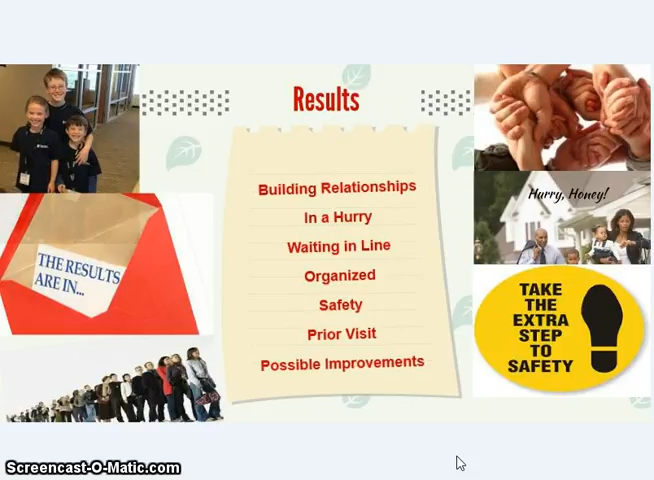 Results
Building Relationships
In a Hurry
Waiting in Line
Organized
Safety
Prior Visit
Possible Improvements
THE RESULTS
ARE IN...
Hurry, Honey!
TAKE
THE
EXTRA
STEP
TO
SAFETY
Screencast-O-Matic.com